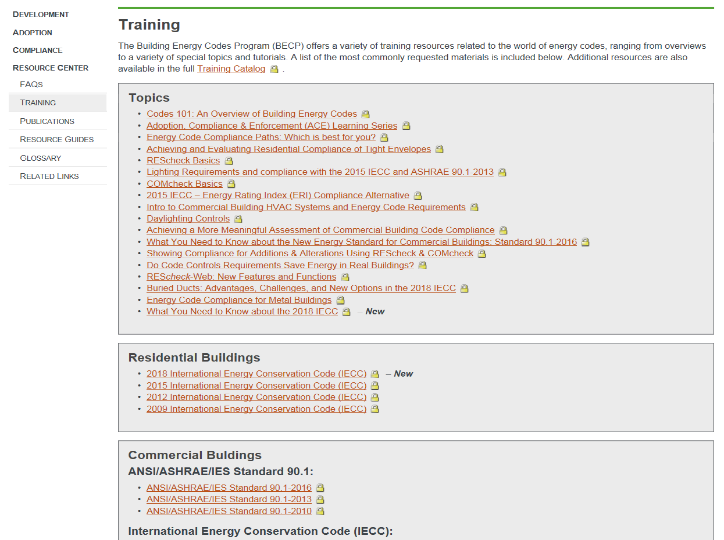 DEVELOPMENT
ADOPTION
COMPLIANCE
RESOURCE CENTER
FAQS
TRAINING
PUBLICATIONS
RESOURCE GUIDES
GLOSSARY
RELATED LINKS
Training
The Building Energy Codes Program (BECP) offers a variety of training resources related to the world of energy codes, ranging from overviews
to a variety of special topics and tutorials. A list of the most commonly requested materials is included below. Additional resources are also
available in the full Training Catalog .
Topics
• Codes 101: An Overview of Building Energy Codes
• Adoption, Compliance & Enforcement (ACE) Learning Series
• Energy Code Compliance Paths: Which is best for you?
• Achieving and Evaluating Residential Compliance of Tight Envelopes
• REScheck Basics
• Lighting Requirements and compliance with the 2015 IECC and ASHRAE 90.1 2013
• COMcheck Basics
• 2015 IECC – Energy Rating Index (ERI) Compliance Alternative
• Intro to Commercial Building HVAC Systems and Energy Code Requirements
• Daylighting Controls
• Achieving a More Meaningful Assessment of Commercial Building Code Compliance
• What You Need to Know about the New Energy Standard for Commercial Buildings: Standard 90.1.2016
• Showing Compliance for Additions & Alterations Using REScheck & COMcheck
• Do Code Controls Requirements Save Energy in Real Buildings?
• REScheck-Web: New Features and Functions
• Buried Ducts: Advantages, Challenges, and New Options in the 2018 IECC
• Energy Code Compliance for Metal Buildings
• What You Need to Know about the 2018 IECC – New
Residential Buildings
• 2018 International Energy Conservation Code (IECC) – New
• 2015 International Energy Conservation Code (IECC)
• 2012 International Energy Conservation Code (IECC)
• 2009 International Energy Conservation Code (IECC)
Commercial Buldings
ANSI/ASHRAE/IES Standard 90.1:
• ANSI/ASHRAE/IES Standard 90.1-2016
• ANSI/ASHRAE/IES Standard 90.1-2013
• ANSI/ASHRAE/IES Standard 90.1-2010
International Energy Conservation Code (IECC):